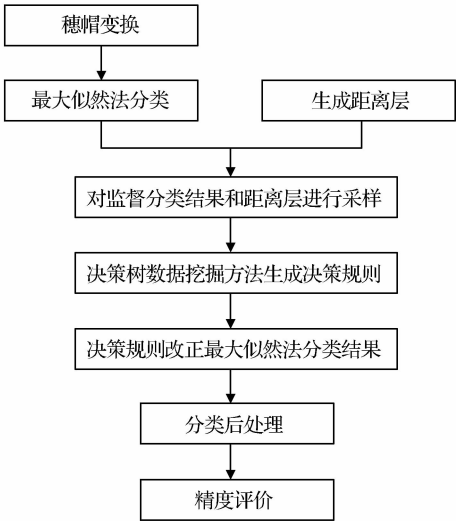 穗帽变换
最大似然法分类
生成距离层
对监督分类结果和距离层进行采样
决策树数据挖掘方法生成决策规则
决策规则改正最大似然法分类结果
分类后处理
精度评价